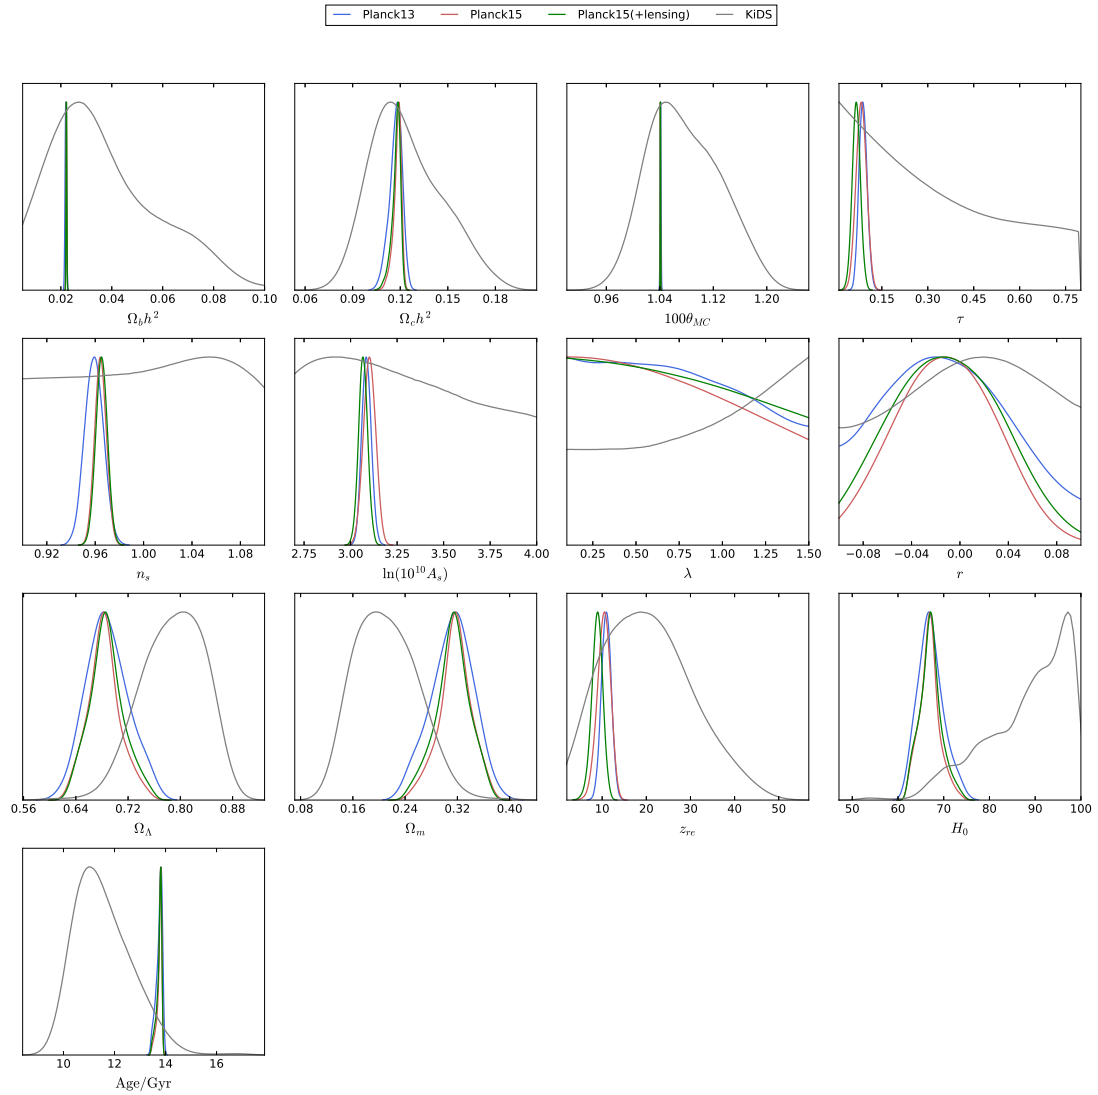 Planck13 Planck15 Planck15(+lensing) KiDS
0.02 0.04 0.06 0.08 0.10
Ω_b h²
0.06 0.09 0.12 0.15 0.18
Ω_c h²
0.96 1.04 1.12 1.20
100θ_MC
0.15 0.30 0.45 0.60 0.75
τ
0.92 0.96 1.00 1.04 1.08
n_s
2.75 3.00 3.25 3.50 3.75 4.00
ln(10¹⁰A_s)
0.25 0.50 0.75 1.00 1.25 1.50
λ
−0.08 −0.04 0.00 0.04 0.08
r
0.56 0.64 0.72 0.80 0.88
Ω_Λ
0.08 0.16 0.24 0.32 0.40
Ω_m
10 20 30 40 50
z_re
50 60 70 80 90 100
H₀
10 12 14 16
Age/Gyr